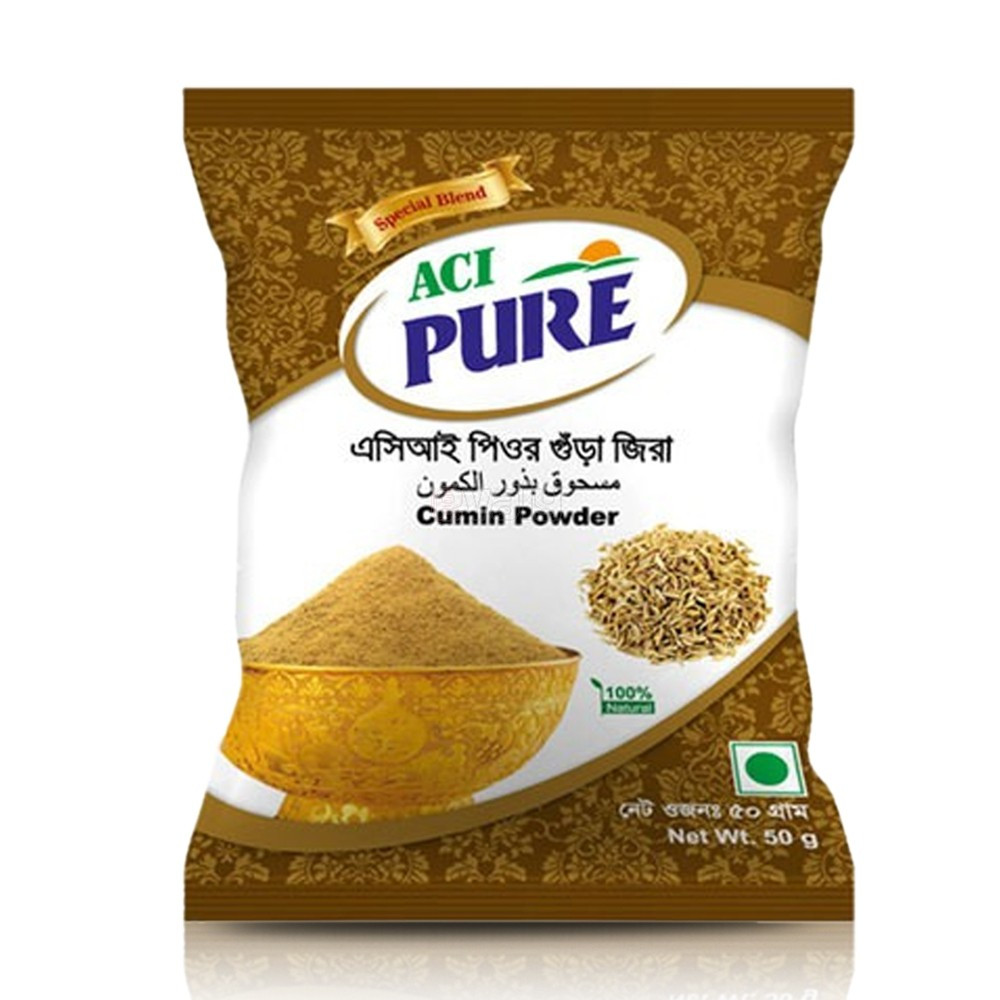 Special Blend
ACI
PURE
এসিআই পিওর গুঁড়া জিরা
مسحوق بذور الكمون
Cumin Powder
100%
Natural
নেট ওজনঃ ৫০ গ্রাম
Net Wt. 50 g